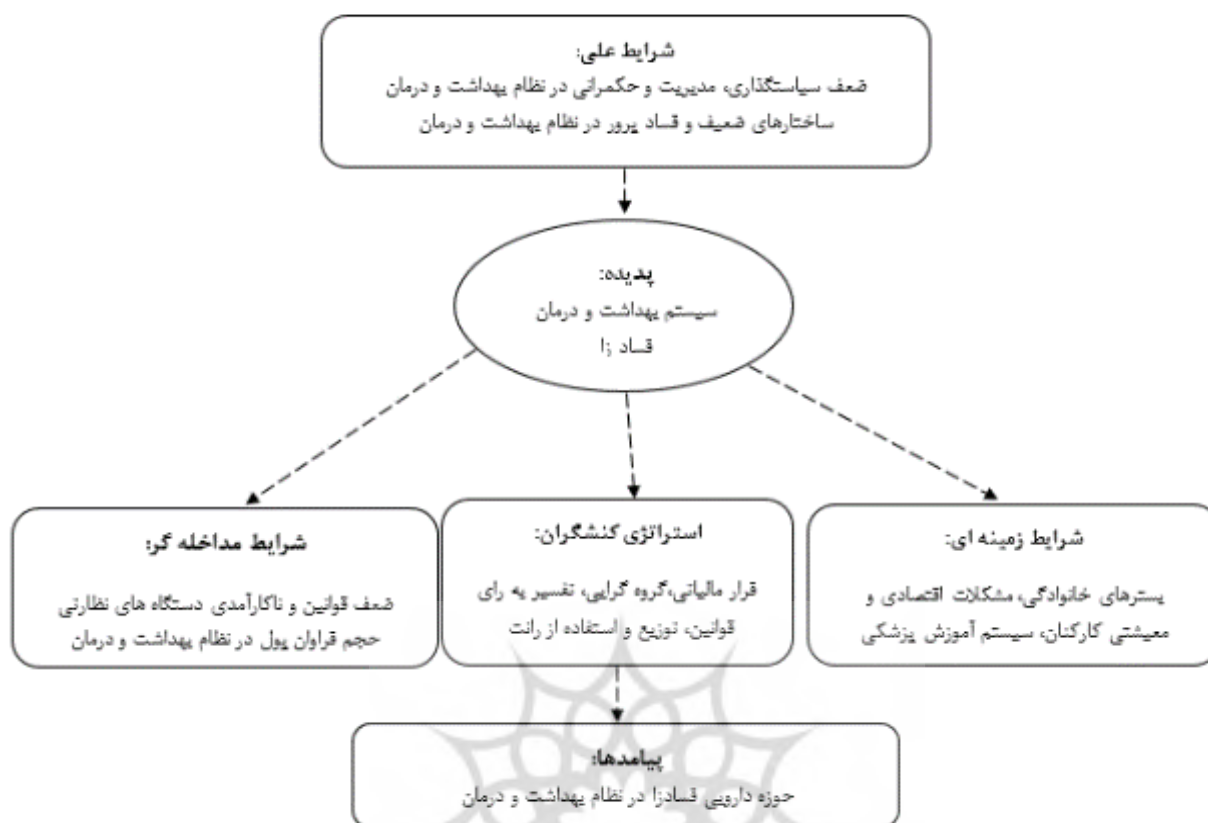 شرایط علی:
ضعف سیاستگذاری، مدیریت و حکمرانی در نظام بهداشت و درمان
ساختارهای ضعیف و فساد پرور در نظام بهداشت و درمان
پدیده:
سیستم بهداشت و درمان
فساد زا
شرایط زمینه ای:
بسترهای خانوادگی، مشکلات اقتصادی و
معیشتی کارکنان، سیستم آموزش پزشکی
استراتژی کنشگران:
فرار مالیاتی،گروه گرایی، تفسیر به رای
قوانین، توزیع و استفاده از رانت
شرایط مداخله گر:
ضعف قوانین و ناکارآمدی دستگاه های نظارتی
حجم فراوان پول در نظام بهداشت و درمان
پیامدها:
حوزه دارویی فسادزا در نظام بهداشت و درمان